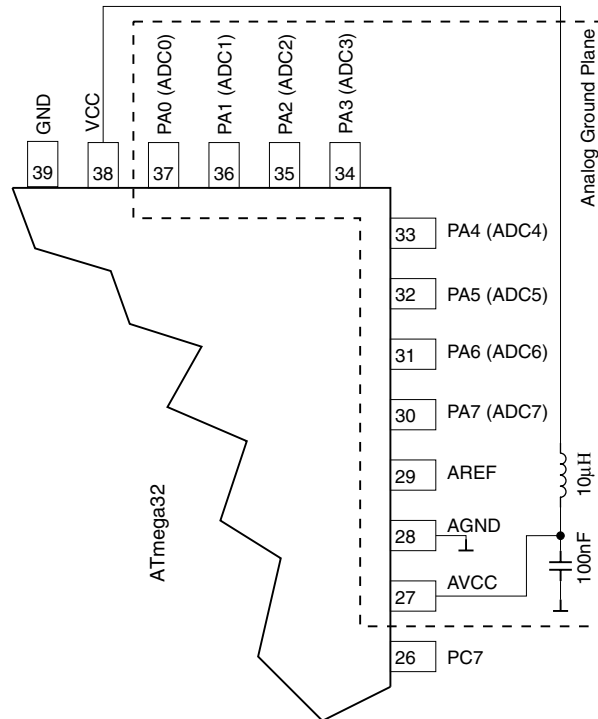 GND
VCC
PA0 (ADC0)
PA1 (ADC1)
PA2 (ADC2)
PA3 (ADC3)
Analog Ground Plane
39
38
37
36
35
34
33
PA4 (ADC4)
32
PA5 (ADC5)
31
PA6 (ADC6)
30
PA7 (ADC7)
29
AREF
10μH
28
AGND
100nF
27
AVCC
26
PC7
ATmega32